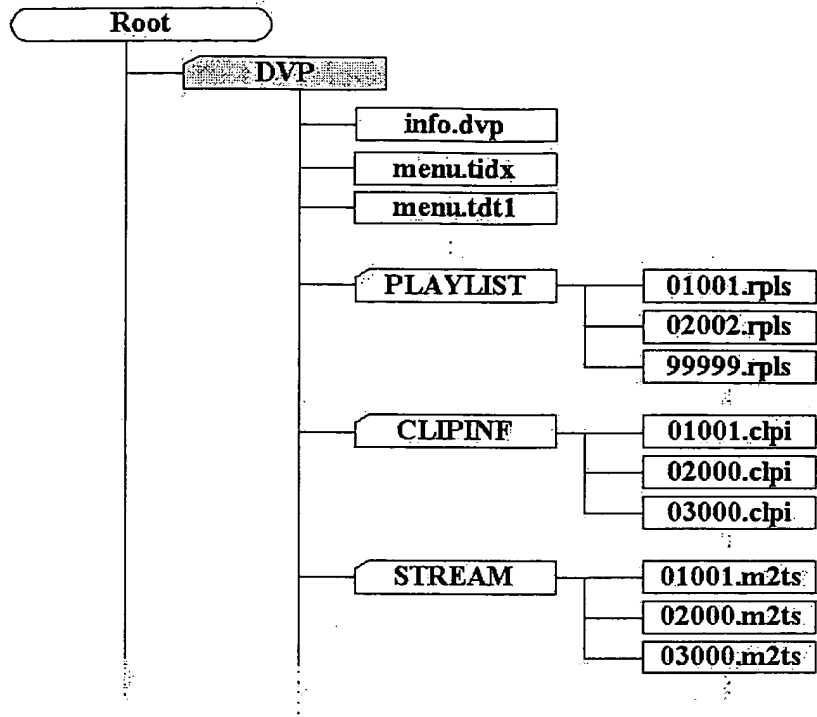 Root
DVP
info.dvp
menu.tidx
menu.tdt1
PLAYLIST
01001.rpls
02002.rpls
99999.rpls
CLIPINF
01001.clpi
02000.clpi
03000.clpi
STREAM
01001.m2ts
02000.m2ts
03000.m2ts